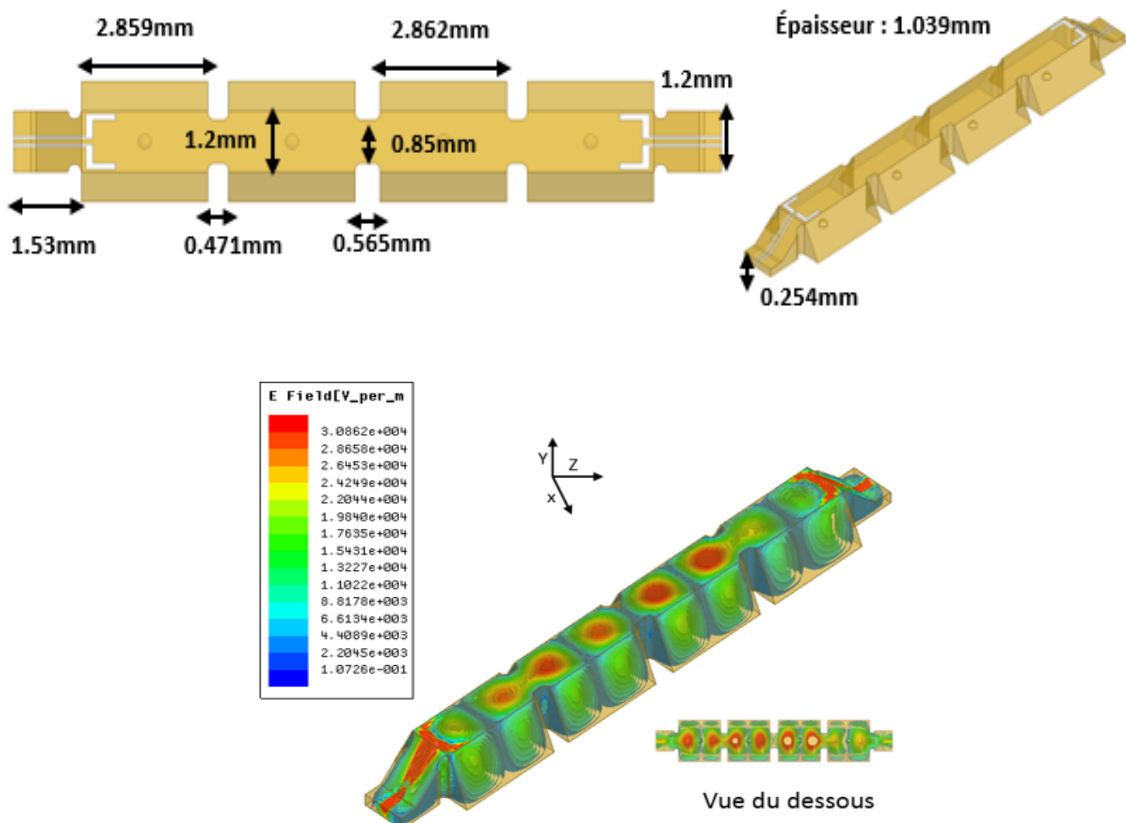 2.859mm
2.862mm
Épaisseur : 1.039mm
1.2mm
1.2mm
0.85mm
1.53mm
0.471mm
0.565mm
0.254mm
E Field[V_per_m
3.0862e+004
2.8658e+004
2.6453e+004
2.4249e+004
2.2044e+004
1.9840e+004
1.7635e+004
1.5431e+004
1.3227e+004
1.1022e+004
8.8178e+003
6.6134e+003
4.4089e+003
2.2045e+003
1.0726e-001
Y
Z
x
Vue du dessous